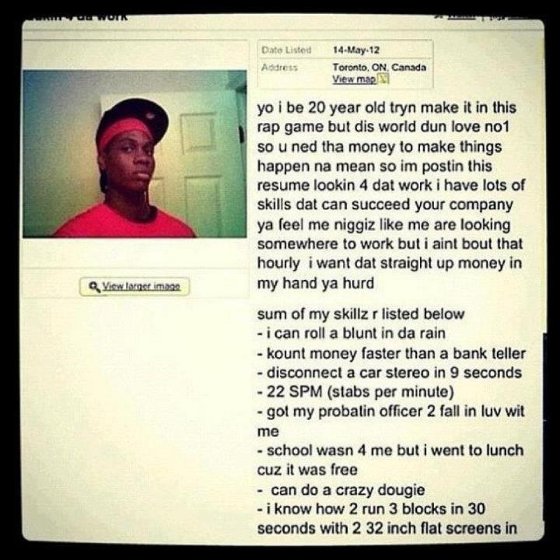 lookin 4 da work
Date Listed 14-May-12
Address Toronto, ON, Canada
View map
yo i be 20 year old tryn make it in this
rap game but dis world dun love no1
so u ned tha money to make things
happen na mean so im postin this
resume lookin 4 dat work i have lots of
skills dat can succeed your company
ya feel me niggiz like me are looking
somewhere to work but i aint bout that
hourly i want dat straight up money in
my hand ya hurd
View larger image
sum of my skillz r listed below
- i can roll a blunt in da rain
- kount money faster than a bank teller
- disconnect a car stereo in 9 seconds
- 22 SPM (stabs per minute)
- got my probatin officer 2 fall in luv wit
me
- school wasn 4 me but i went to lunch
cuz it was free
- can do a crazy dougie
- i know how 2 run 3 blocks in 30
seconds with 2 32 inch flat screens in